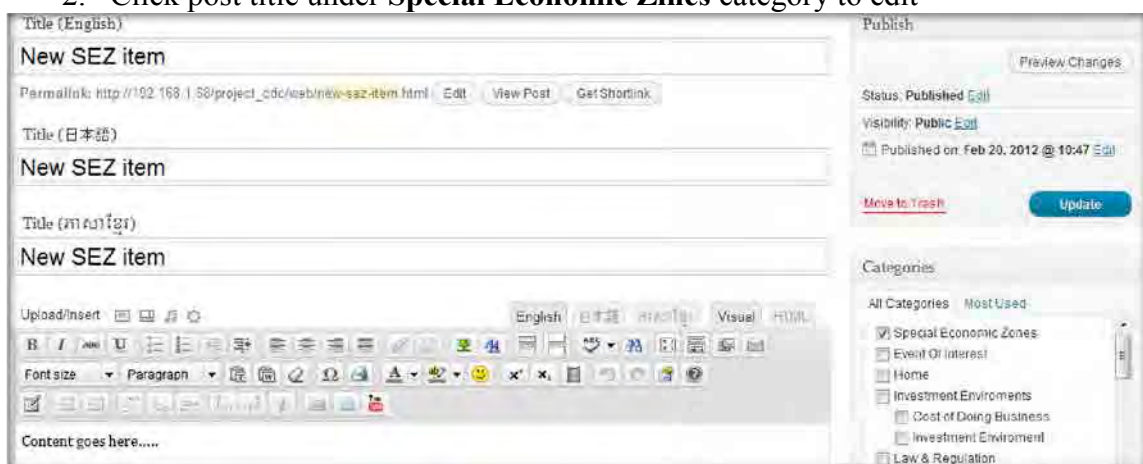 2. Click post title under Special Economic Zines category to edit
Title (English)
New SEZ item
Permalink: http://192.168.1.58/project_cdc/web/new-sez-item.html Edit View Post Get Shortlink
Title (日本語)
New SEZ item
Title (ភាសាខ្មែរ)
New SEZ item
Upload/Insert English 日本語 ភាសាខ្មែរ Visual HTML
B I ABC U
Font size Paragraph
Content goes here.....
Publish
Preview Changes
Status: Published Edit
Visibility: Public Edit
Published on: Feb 20, 2012 @ 10:47 Edit
Move to Trash Update
Categories
All Categories Most Used
Special Economic Zones
Event Of Interest
Home
Investment Enviroments
Cost of Doing Business
Investment Enviroment
Law & Regulation